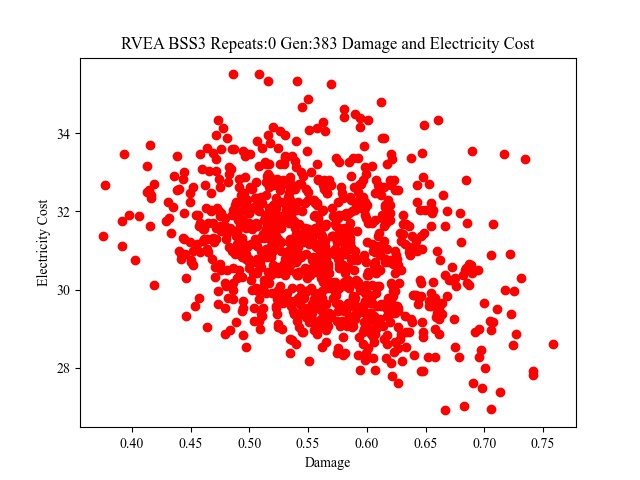 RVEA BSS3 Repeats:0 Gen:383 Damage and Electricity Cost
34
32
30
28
Electricity Cost
0.40 0.45 0.50 0.55 0.60 0.65 0.70 0.75
Damage